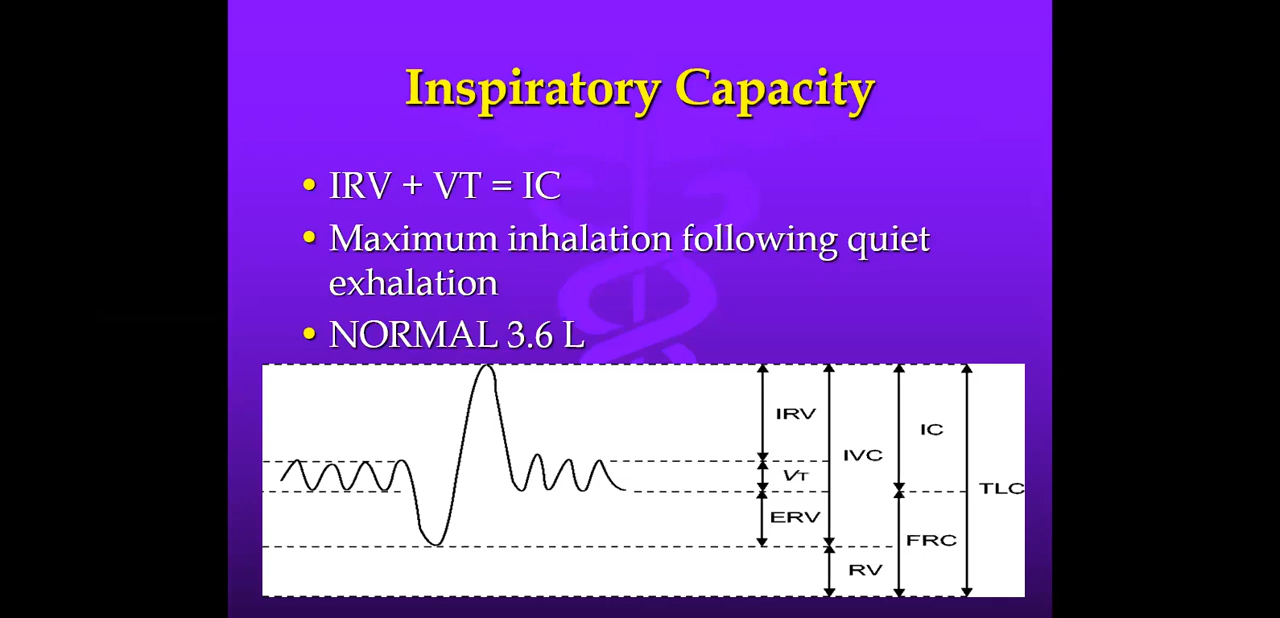 Inspiratory Capacity
• IRV + VT = IC
• Maximum inhalation following quiet
exhalation
• NORMAL 3.6 L
IRV
IC
IVC
VT
TLC
ERV
FRC
RV